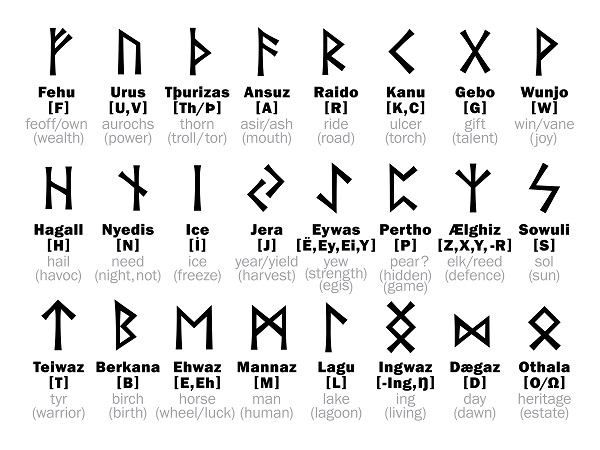 ᚠ ᚢ ᚦ ᚨ ᚱ ᚲ ᚷ ᚹ
Fehu Urus Tþurizas Ansuz Raido Kanu Gebo Wunjo
[F] [U,V] [Th/Þ] [A] [R] [K,C] [G] [W]
feoff/own aurochs thorn asir/ash ride ulcer gift win/vane
(wealth) (power) (troll/tor) (mouth) (road) (torch) (talent) (joy)
ᚺ ᚾ ᛁ ᛃ ᛇ ᛈ ᛉ ᛊ
Hagall Nyedis Ice Jera Eywas Pertho Ælghiz Sowuli
[H] [N] [İ] [J] [Ë,Ey,Ei,Y] [P] [Z,X,Y, -R] [S]
hail need ice year/yield yew pear? elk/reed sol
(havoc) (night,not) (freeze) (harvest) (strength) (hidden) (defence) (sun)
(egis) (game)
ᛏ ᛒ ᛖ ᛗ ᛚ ᛝ ᛞ ᛟ
Teiwaz Berkana Ehwaz Mannaz Lagu Ingwaz Dægaz Othala
[T] [B] [E,Eh] [M] [L] [-Ing,Ŋ] [D] [O/Ω]
tyr birch horse man lake ing day heritage
(warrior) (birth) (wheel/luck) (human) (lagoon) (living) (dawn) (estate)